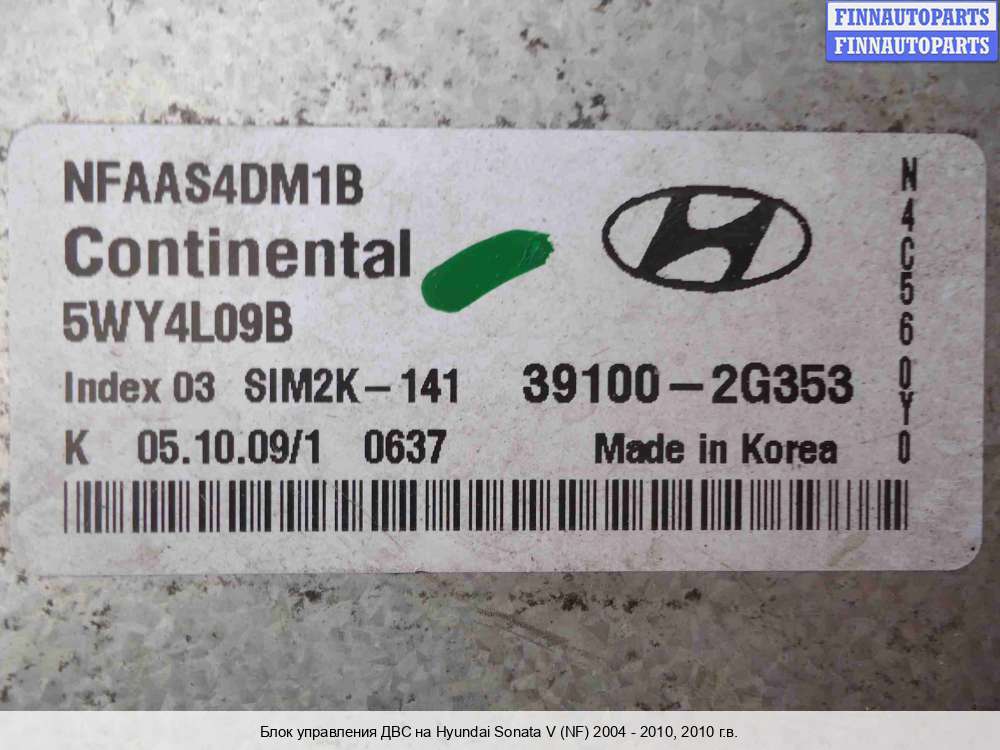 FINNAUTOPARTS
FINNAUTOPARTS
NFAAS4DM1B
Continental
5WY4L09B
Index 03 SIM2K-141 39100-2G353
K 05.10.09/1 0637 Made in Korea
N4C560Y0
Блок управления ДВС на Hyundai Sonata V (NF) 2004 - 2010, 2010 г.в.